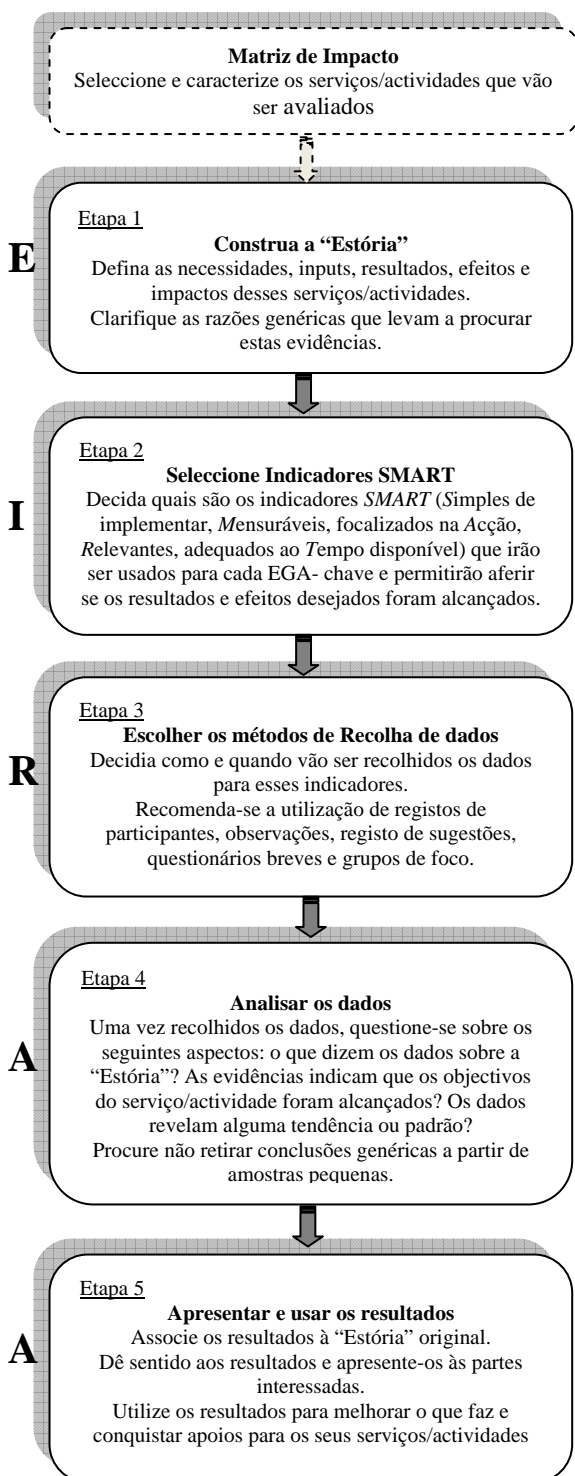 Matriz de Impacto
Seleccione e caracterize os serviços/actividades que vão
ser avaliados
Etapa 1
E
Construa a “Estória”
Defina as necessidades, inputs, resultados, efeitos e
impactos desses serviços/actividades.
Clarifique as razões genéricas que levam a procurar
estas evidências.
Etapa 2
Seleccione Indicadores SMART
I
Decida quais são os indicadores SMART (Simples de
implementar, Mensuráveis, focalizados na Acção,
Relevantes, adequados ao Tempo disponível) que irão
ser usados para cada EGA- chave e permitirão aferir
se os resultados e efeitos desejados foram alcançados.
Etapa 3
Escolher os métodos de Recolha de dados
R
Decidia como e quando vão ser recolhidos os dados
para esses indicadores.
Recomenda-se a utilização de registos de
participantes, observações, registo de sugestões,
questionários breves e grupos de foco.
Etapa 4
Analisar os dados
Uma vez recolhidos os dados, questione-se sobre os
A
seguintes aspectos: o que dizem os dados sobre a
“Estória”? As evidências indicam que os objectivos
do serviço/actividade foram alcançados? Os dados
revelam alguma tendência ou padrão?
Procure não retirar conclusões genéricas a partir de
amostras pequenas.
Etapa 5
Apresentar e usar os resultados
Associe os resultados à “Estória” original.
A
Dê sentido aos resultados e apresente-os às partes
interessadas.
Utilize os resultados para melhorar o que faz e
conquistar apoios para os seus serviços/actividades